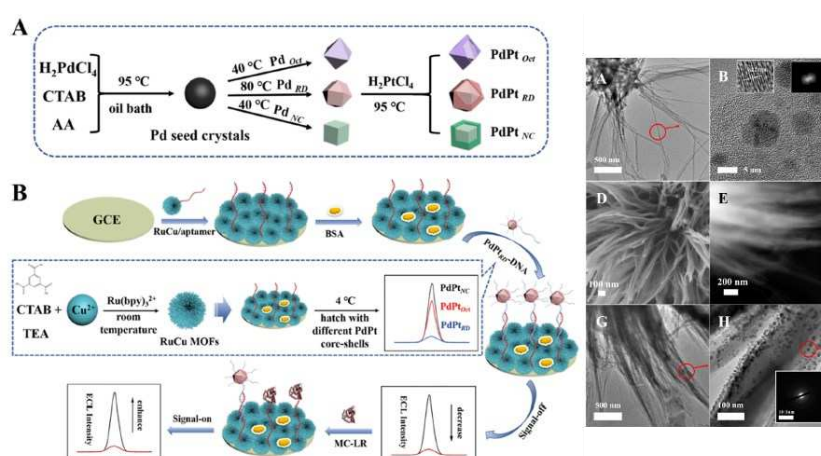 A
H₂PdCl₄
CTAB
AA
95 ℃
oil bath
Pd seed crystals
40 ℃ Pd Oct
80 ℃ Pd RD
40 ℃ Pd NC
H₂PtCl₄
95 ℃
PdPt Oct
PdPt RD
PdPt NC
B
GCE
RuCu/aptamer
BSA
PdPtRD-DNA
CTAB +
TEA
Cu²⁺
Ru(bpy)₃²⁺
room
temperature
RuCu MOFs
4 ℃
hatch with
different PdPt
core-shells
PdPtNC
PdPtOct
PdPtRD
Signal-off
ECL Intensity
decrease
MC-LR
Signal-on
ECL Intensity
enhance
A
500 nm
B
5 nm
D
100 nm
E
200 nm
G
500 nm
H
100 nm